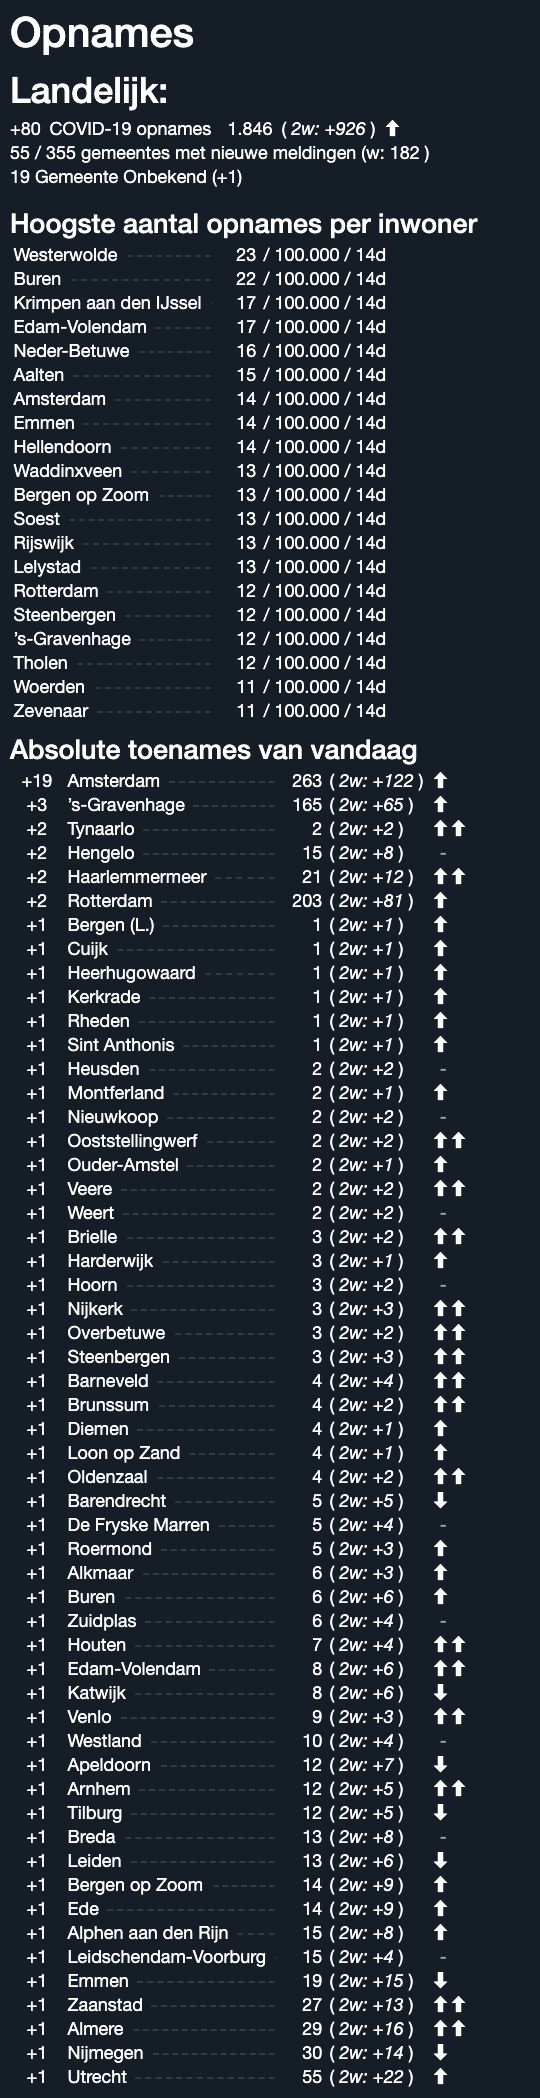 Opnames
Landelijk:
+80 COVID-19 opnames 1.846 ( 2w: +926 ) ⬆
55 / 355 gemeentes met nieuwe meldingen (w: 182 )
19 Gemeente Onbekend (+1)
Hoogste aantal opnames per inwoner
Westerwolde ---------- 23 / 100.000 / 14d
Buren ---------------- 22 / 100.000 / 14d
Krimpen aan den IJssel - 17 / 100.000 / 14d
Edam-Volendam ------- 17 / 100.000 / 14d
Neder-Betuwe -------- 16 / 100.000 / 14d
Aalten --------------- 15 / 100.000 / 14d
Amsterdam ----------- 14 / 100.000 / 14d
Emmen --------------- 14 / 100.000 / 14d
Hellendoorn ---------- 14 / 100.000 / 14d
Waddinxveen --------- 13 / 100.000 / 14d
Bergen op Zoom ------ 13 / 100.000 / 14d
Soest ---------------- 13 / 100.000 / 14d
Rijswijk -------------- 13 / 100.000 / 14d
Lelystad ------------- 13 / 100.000 / 14d
Rotterdam ------------ 12 / 100.000 / 14d
Steenbergen ---------- 12 / 100.000 / 14d
’s-Gravenhage -------- 12 / 100.000 / 14d
Tholen --------------- 12 / 100.000 / 14d
Woerden ------------- 11 / 100.000 / 14d
Zevenaar ------------- 11 / 100.000 / 14d
Absolute toenames van vandaag
+19 Amsterdam ----------- 263 ( 2w: +122 ) ⬆
+3 ’s-Gravenhage -------- 165 ( 2w: +65 ) ⬆
+2 Tynaarlo ------------- 2 ( 2w: +2 ) ⬆⬆
+2 Hengelo ------------- 15 ( 2w: +8 ) -
+2 Haarlemmermeer ------ 21 ( 2w: +12 ) ⬆⬆
+2 Rotterdam ----------- 203 ( 2w: +81 ) ⬆
+1 Bergen (L.) ----------- 1 ( 2w: +1 ) ⬆
+1 Cuijk ---------------- 1 ( 2w: +1 ) ⬆
+1 Heerhugowaard ------- 1 ( 2w: +1 ) ⬆
+1 Kerkrade ------------- 1 ( 2w: +1 ) ⬆
+1 Rheden -------------- 1 ( 2w: +1 ) ⬆
+1 Sint Anthonis --------- 1 ( 2w: +1 ) ⬆
+1 Heusden ------------- 2 ( 2w: +2 ) -
+1 Montferland ---------- 2 ( 2w: +1 ) ⬆
+1 Nieuwkoop ----------- 2 ( 2w: +2 ) -
+1 Ooststellingwerf ------- 2 ( 2w: +2 ) ⬆⬆
+1 Ouder-Amstel --------- 2 ( 2w: +1 ) ⬆
+1 Veere --------------- 2 ( 2w: +2 ) ⬆⬆
+1 Weert --------------- 2 ( 2w: +2 ) -
+1 Brielle --------------- 3 ( 2w: +2 ) ⬆⬆
+1 Harderwijk ----------- 3 ( 2w: +1 ) ⬆
+1 Hoorn --------------- 3 ( 2w: +2 ) -
+1 Nijkerk -------------- 3 ( 2w: +3 ) ⬆⬆
+1 Overbetuwe ---------- 3 ( 2w: +2 ) ⬆⬆
+1 Steenbergen ---------- 3 ( 2w: +3 ) ⬆⬆
+1 Barneveld ------------ 4 ( 2w: +4 ) ⬆⬆
+1 Brunssum ------------ 4 ( 2w: +2 ) ⬆⬆
+1 Diemen -------------- 4 ( 2w: +1 ) ⬆
+1 Loon op Zand --------- 4 ( 2w: +1 ) ⬆
+1 Oldenzaal ------------ 4 ( 2w: +2 ) ⬆⬆
+1 Barendrecht ---------- 5 ( 2w: +5 ) ⬇
+1 De Fryske Marren ------ 5 ( 2w: +4 ) -
+1 Roermond ------------ 5 ( 2w: +3 ) ⬆
+1 Alkmaar ------------- 6 ( 2w: +3 ) ⬆
+1 Buren --------------- 6 ( 2w: +6 ) ⬆
+1 Zuidplas ------------- 6 ( 2w: +4 ) -
+1 Houten -------------- 7 ( 2w: +4 ) ⬆⬆
+1 Edam-Volendam ------- 8 ( 2w: +6 ) ⬆⬆
+1 Katwijk -------------- 8 ( 2w: +6 ) ⬇
+1 Venlo --------------- 9 ( 2w: +3 ) ⬆⬆
+1 Westland ------------ 10 ( 2w: +4 ) -
+1 Apeldoorn ----------- 12 ( 2w: +7 ) ⬇
+1 Arnhem ------------- 12 ( 2w: +5 ) ⬆⬆
+1 Tilburg -------------- 12 ( 2w: +5 ) ⬇
+1 Breda --------------- 13 ( 2w: +8 ) -
+1 Leiden -------------- 13 ( 2w: +6 ) ⬇
+1 Bergen op Zoom ------- 14 ( 2w: +9 ) ⬆
+1 Ede ---------------- 14 ( 2w: +9 ) ⬆
+1 Alphen aan den Rijn ---- 15 ( 2w: +8 ) ⬆
+1 Leidschendam-Voorburg - 15 ( 2w: +4 ) -
+1 Emmen -------------- 19 ( 2w: +15 ) ⬇
+1 Zaanstad ------------ 27 ( 2w: +13 ) ⬆⬆
+1 Almere -------------- 29 ( 2w: +16 ) ⬆⬆
+1 Nijmegen ------------ 30 ( 2w: +14 ) ⬇
+1 Utrecht ------------- 55 ( 2w: +22 ) ⬆